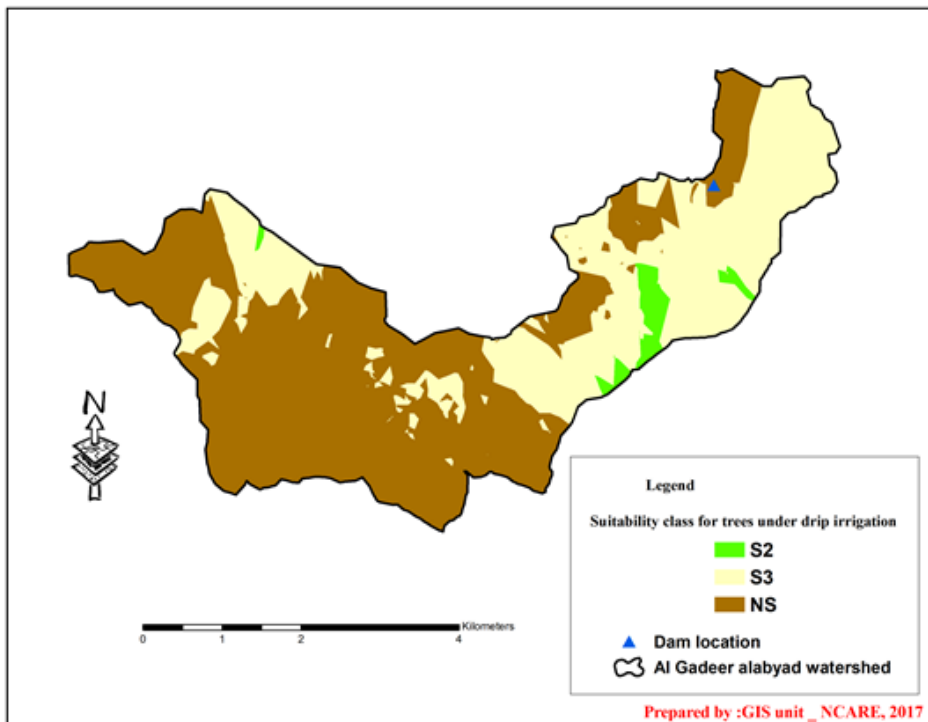 N
Legend
Suitability class for trees under drip irrigation
S2
S3
NS
Dam location
Al Gadeer alabyad watershed
Kilometers
0 1 2 4
Prepared by :GIS unit _ NCARE, 2017